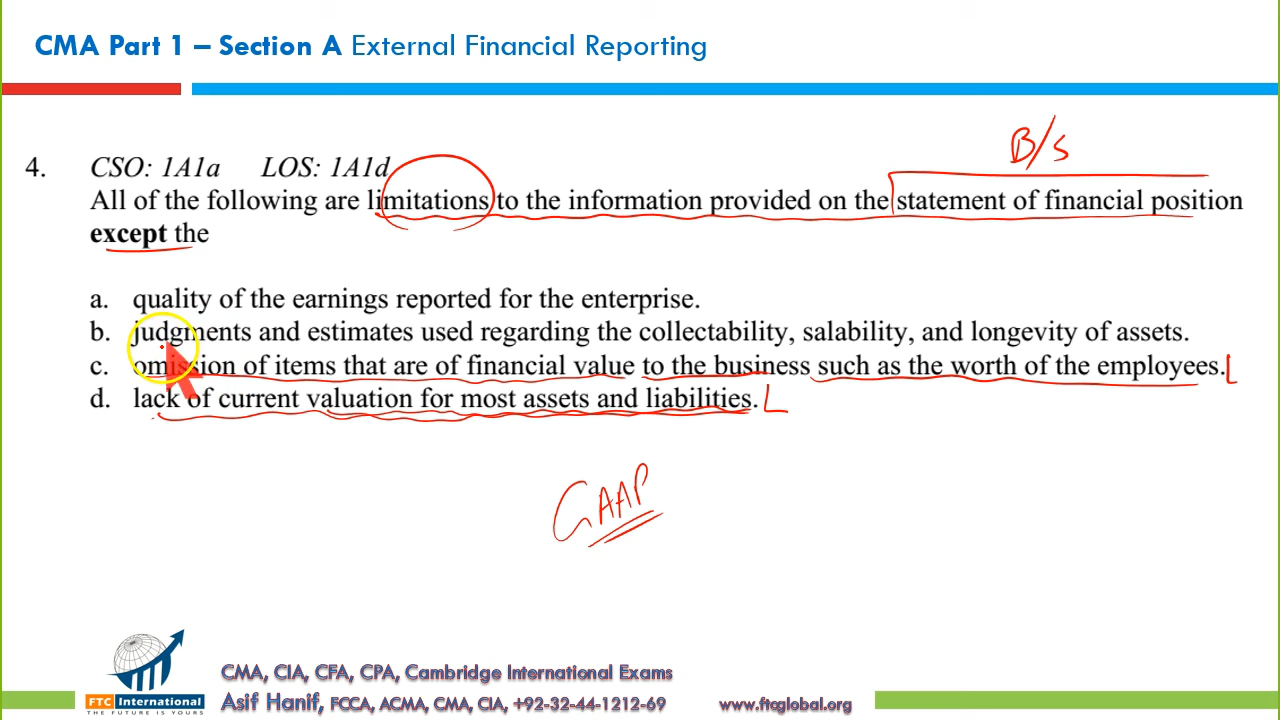 CMA Part 1 – Section A External Financial Reporting
B/S
4. CSO: 1A1a LOS: 1A1d
All of the following are limitations to the information provided on the statement of financial position
except the
a. quality of the earnings reported for the enterprise.
b. judgments and estimates used regarding the collectability, salability, and longevity of assets.
c. omission of items that are of financial value to the business such as the worth of the employees. L
d. lack of current valuation for most assets and liabilities. L
GAAP
CMA, CIA, CFA, CPA, Cambridge International Exams
FTC International
THE FUTURE IS YOURS
Asif Hanif, FCCA, ACMA, CMA, CIA, +92-32-44-1212-69 www.ftcglobal.org